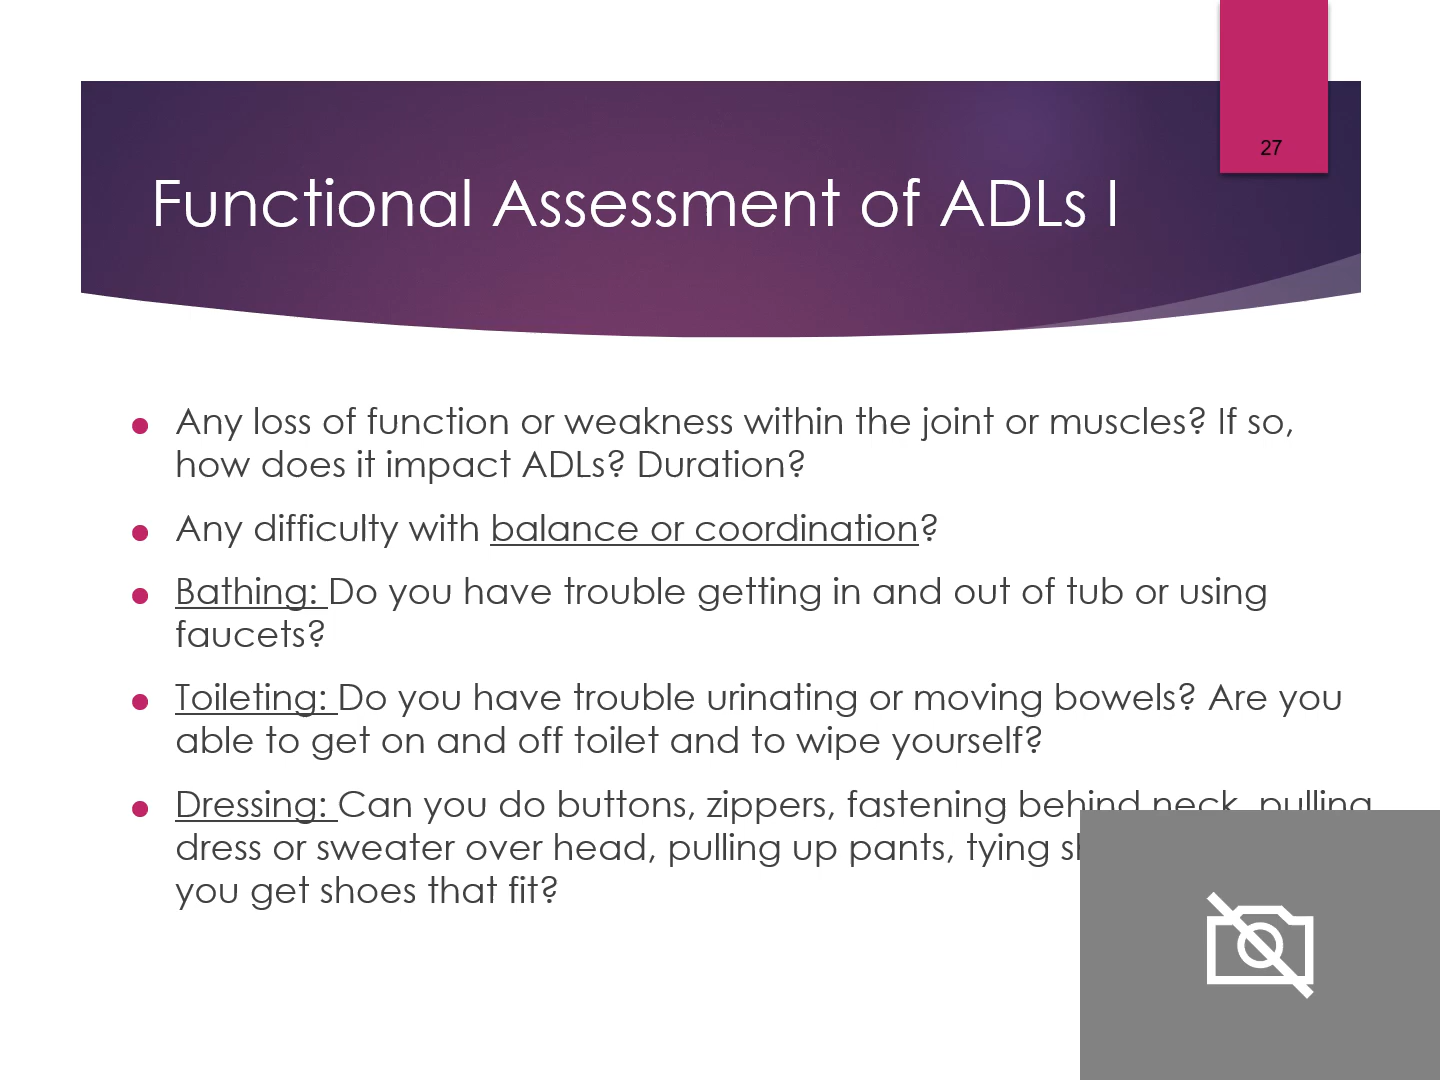 27
Functional Assessment of ADLs I
● Any loss of function or weakness within the joint or muscles? If so,
how does it impact ADLs? Duration?
● Any difficulty with balance or coordination?
● Bathing: Do you have trouble getting in and out of tub or using
faucets?
● Toileting: Do you have trouble urinating or moving bowels? Are you
able to get on and off toilet and to wipe yourself?
● Dressing: Can you do buttons, zippers, fastening behind neck, pulling
dress or sweater over head, pulling up pants, tying
you get shoes that fit?